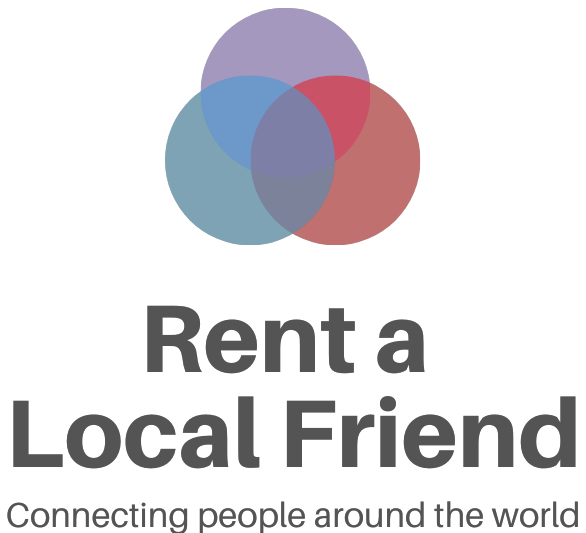 Rent a
Local Friend
Connecting people around the world